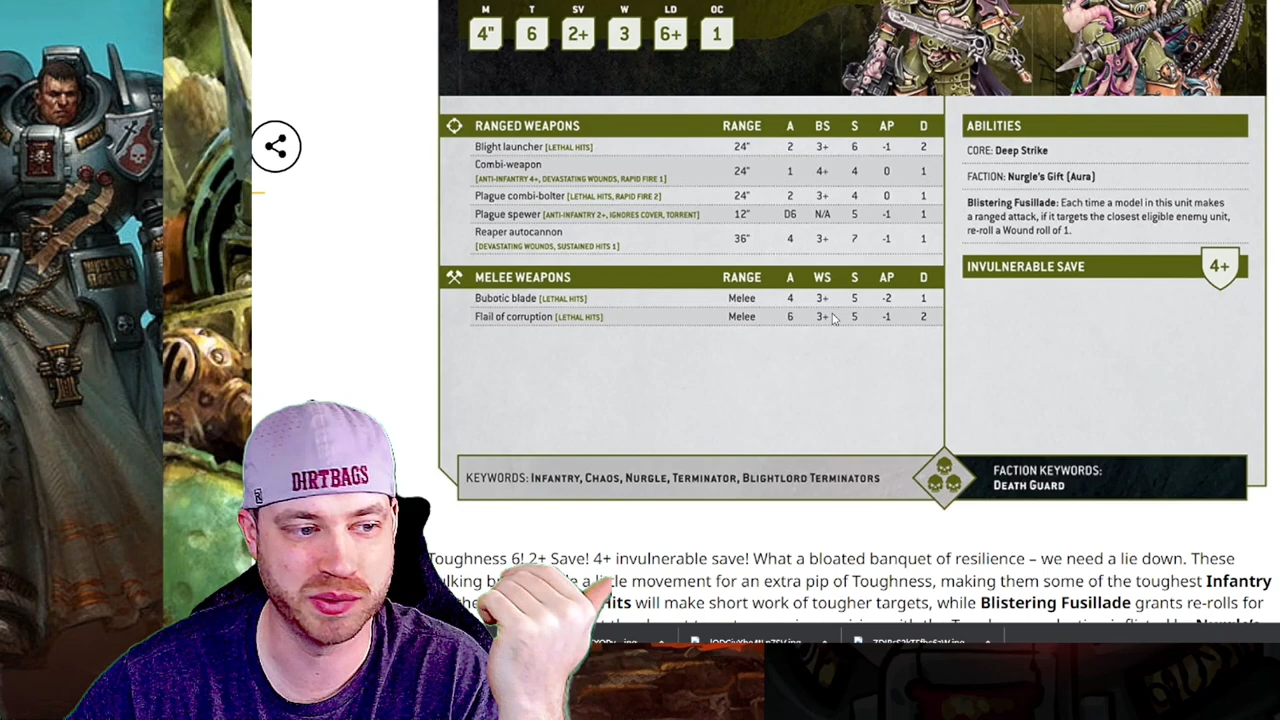 M T SV W LD OC
4" 6 2+ 3 6+ 1
RANGED WEAPONS RANGE A BS S AP D
Blight launcher [LETHAL HITS] 24" 2 3+ 6 -1 2
Combi-weapon
[ANTI-INFANTRY 4+, DEVASTATING WOUNDS, RAPID FIRE 1] 24" 1 4+ 4 0 1
Plague combi-bolter [LETHAL HITS, RAPID FIRE 2] 24" 2 3+ 4 0 1
Plague spewer [ANTI-INFANTRY 2+, IGNORES COVER, TORRENT] 12" D6 N/A 5 -1 1
Reaper autocannon
[DEVASTATING WOUNDS, SUSTAINED HITS 1] 36" 4 3+ 7 -1 1
MELEE WEAPONS RANGE A WS S AP D
Bubotic blade [LETHAL HITS] Melee 4 3+ 5 -2 1
Flail of corruption [LETHAL HITS] Melee 6 3+ 5 -1 2
ABILITIES
CORE: Deep Strike
FACTION: Nurgle's Gift (Aura)
Blistering Fusillade: Each time a model in this unit makes
a ranged attack, if it targets the closest eligible enemy unit,
re-roll a Wound roll of 1.
INVULNERABLE SAVE 4+
KEYWORDS: INFANTRY, CHAOS, NURGLE, TERMINATOR, BLIGHTLORD TERMINATORS
FACTION KEYWORDS:
DEATH GUARD
Toughness 6! 2+ Save! 4+ invulnerable save! What a bloated banquet of resilience – we need a lie down. These
little movement for an extra pip of Toughness, making them some of the toughest Infantry
Hits will make short work of tougher targets, while Blistering Fusillade grants re-rolls for
DIRTBAGS